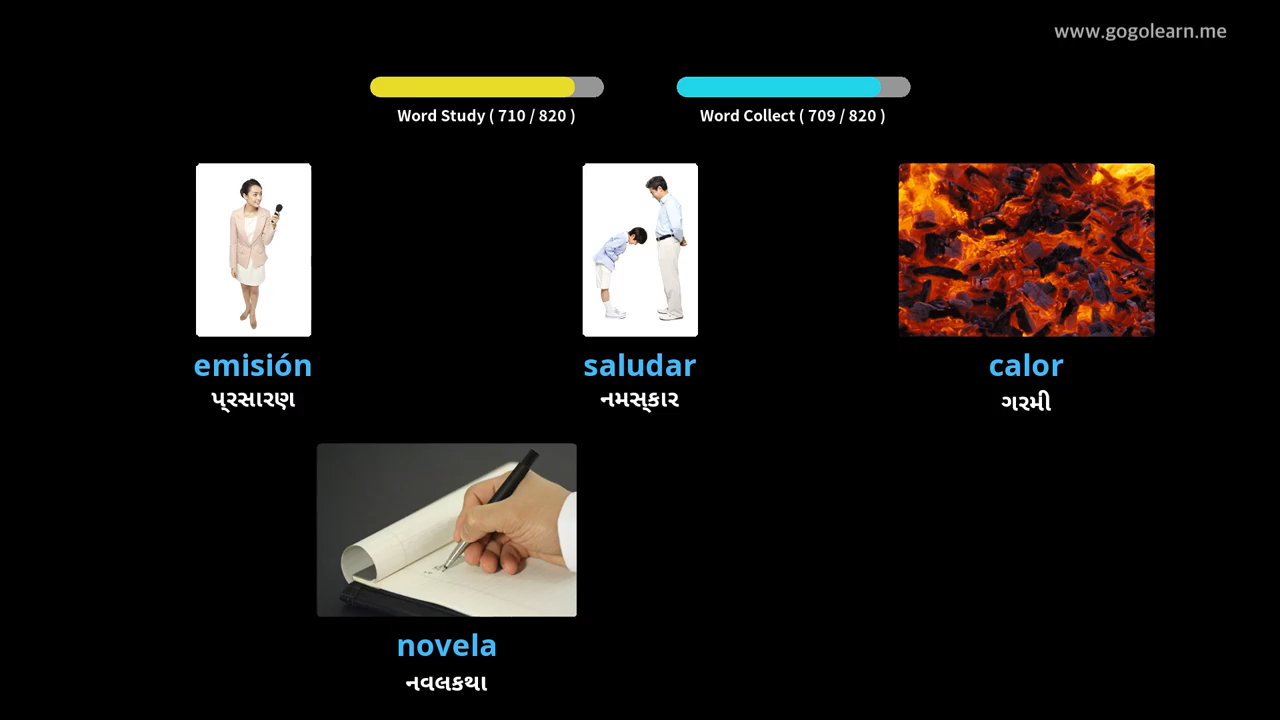 www.gogolearn.me
Word Study ( 710 / 820 )
Word Collect ( 709 / 820 )
emisión
પ્રસારણ
saludar
નમસ્કાર
calor
ગરમી
novela
નવલકથા